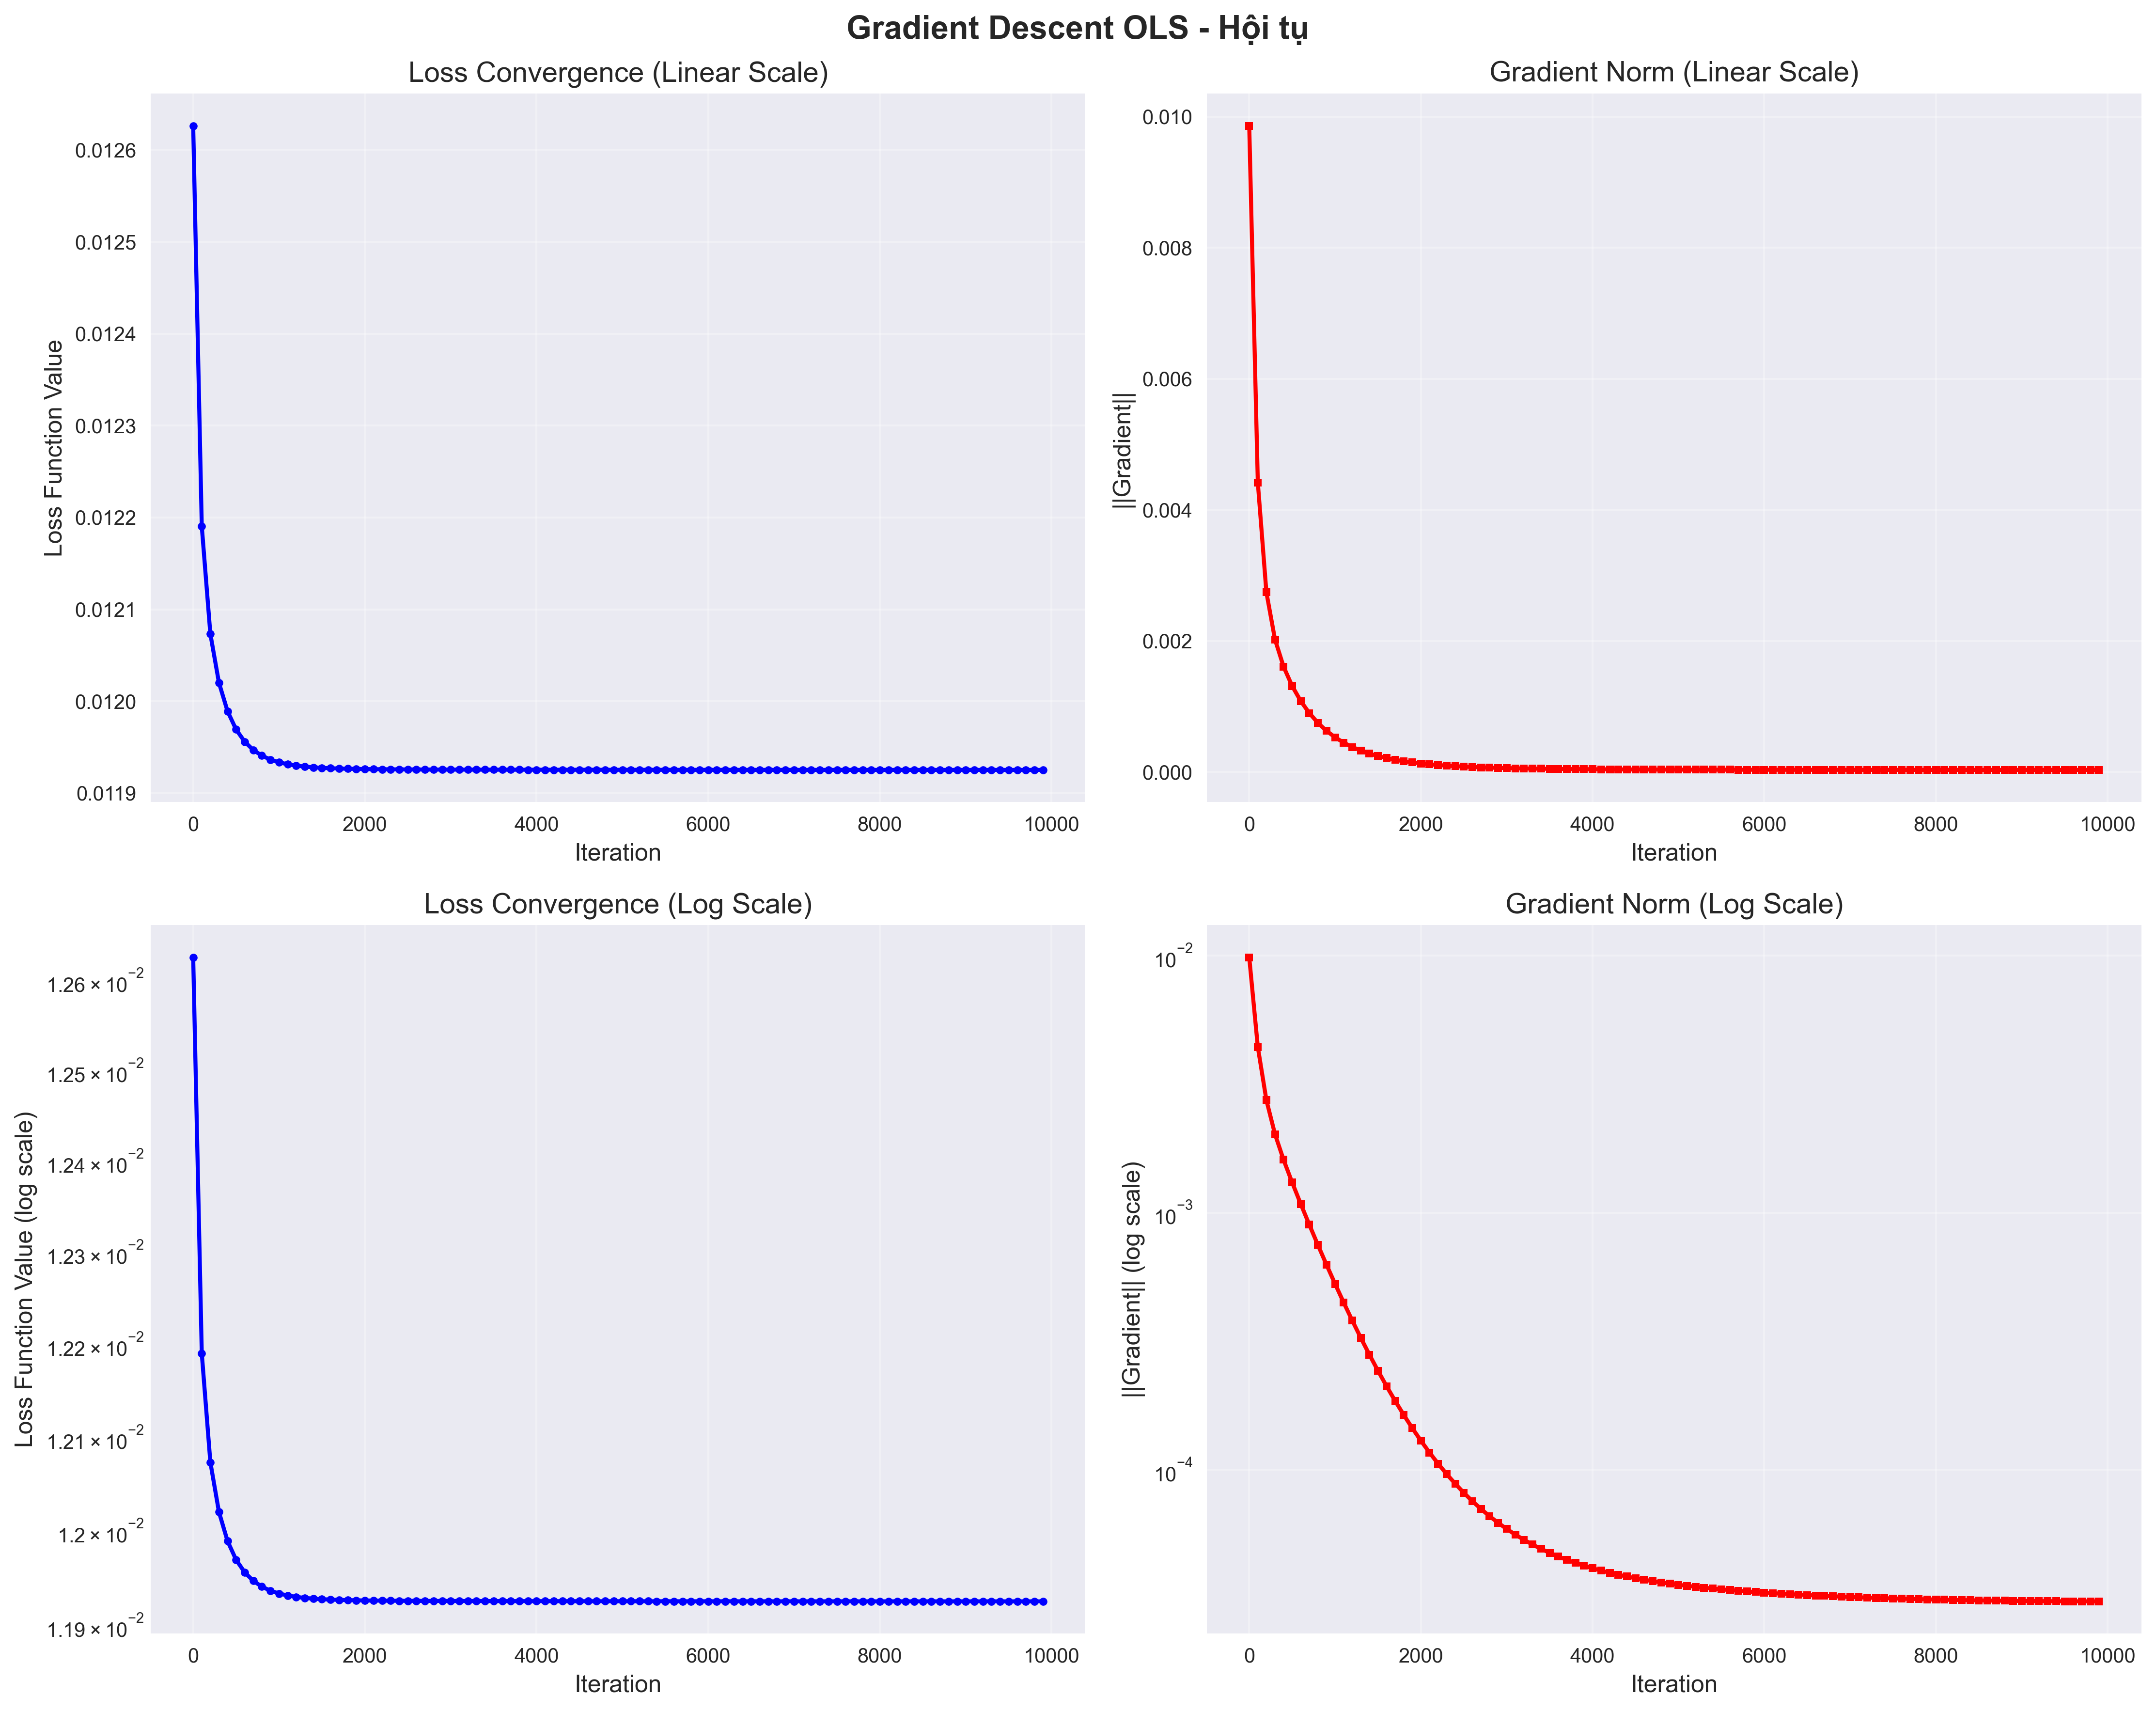 Gradient Descent OLS - Hội tụ
Loss Convergence (Linear Scale)
Loss Function Value
0.0126
0.0125
0.0124
0.0123
0.0122
0.0121
0.0120
0.0119
0 2000 4000 6000 8000 10000
Iteration
Gradient Norm (Linear Scale)
||Gradient||
0.010
0.008
0.006
0.004
0.002
0.000
0 2000 4000 6000 8000 10000
Iteration
Loss Convergence (Log Scale)
Loss Function Value (log scale)
1.26 × 10⁻²
1.25 × 10⁻²
1.24 × 10⁻²
1.23 × 10⁻²
1.22 × 10⁻²
1.21 × 10⁻²
1.2 × 10⁻²
1.19 × 10⁻²
0 2000 4000 6000 8000 10000
Iteration
Gradient Norm (Log Scale)
||Gradient|| (log scale)
10⁻²
10⁻³
10⁻⁴
0 2000 4000 6000 8000 10000
Iteration